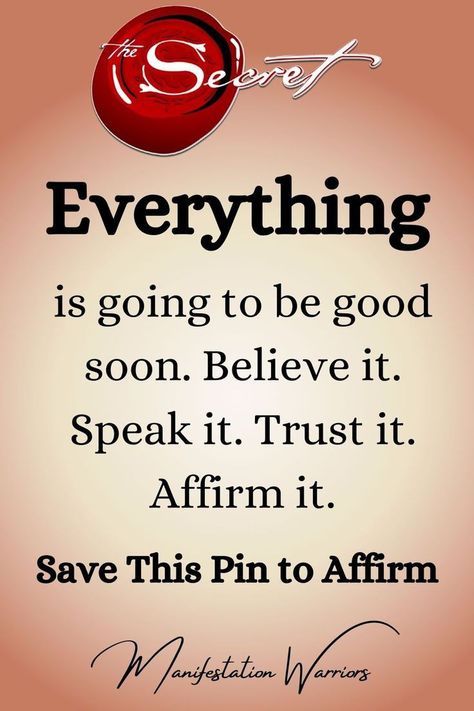 the Secret
Everything
is going to be good
soon. Believe it.
Speak it. Trust it.
Affirm it.
Save This Pin to Affirm
Manifestation Warriors